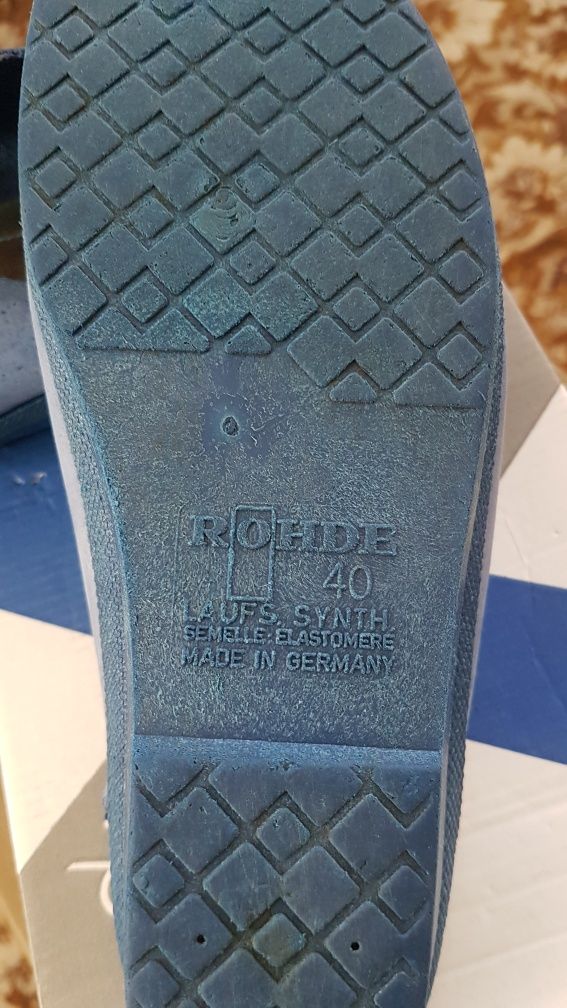 ROHDE
40
LAUFS. SYNTH
SEMELLE·ELASTOMERE
MADE IN GERMANY